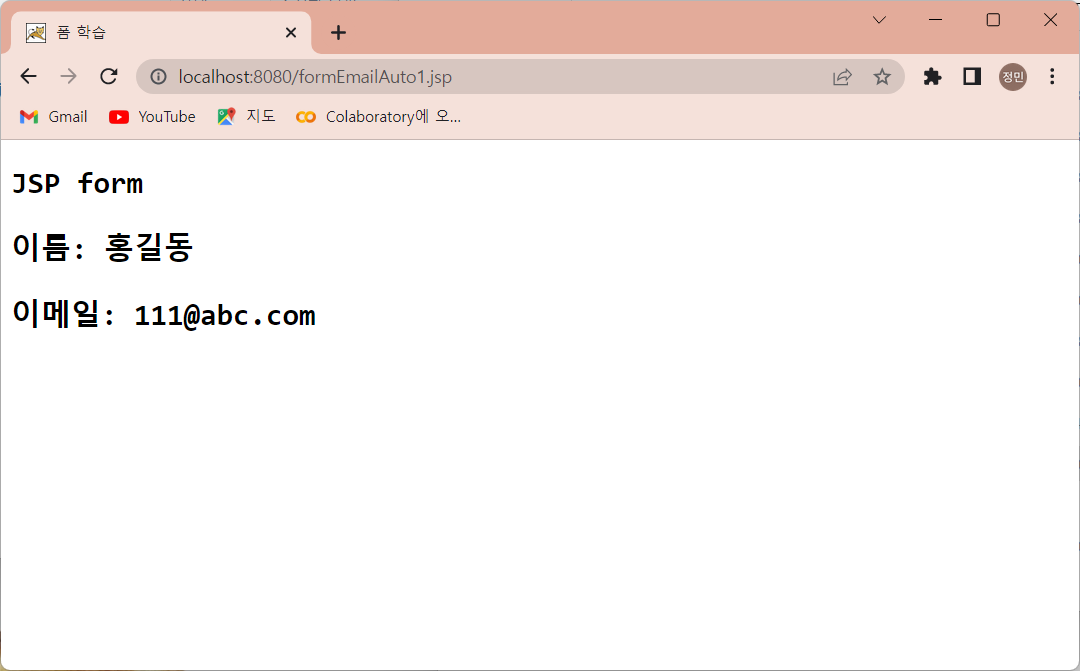 폼 학습
localhost:8080/formEmailAuto1.jsp
정민
Gmail
YouTube
지도
Colaboratory에 오...
JSP form
이듬: 홍길동
이메일: 111@abc.com